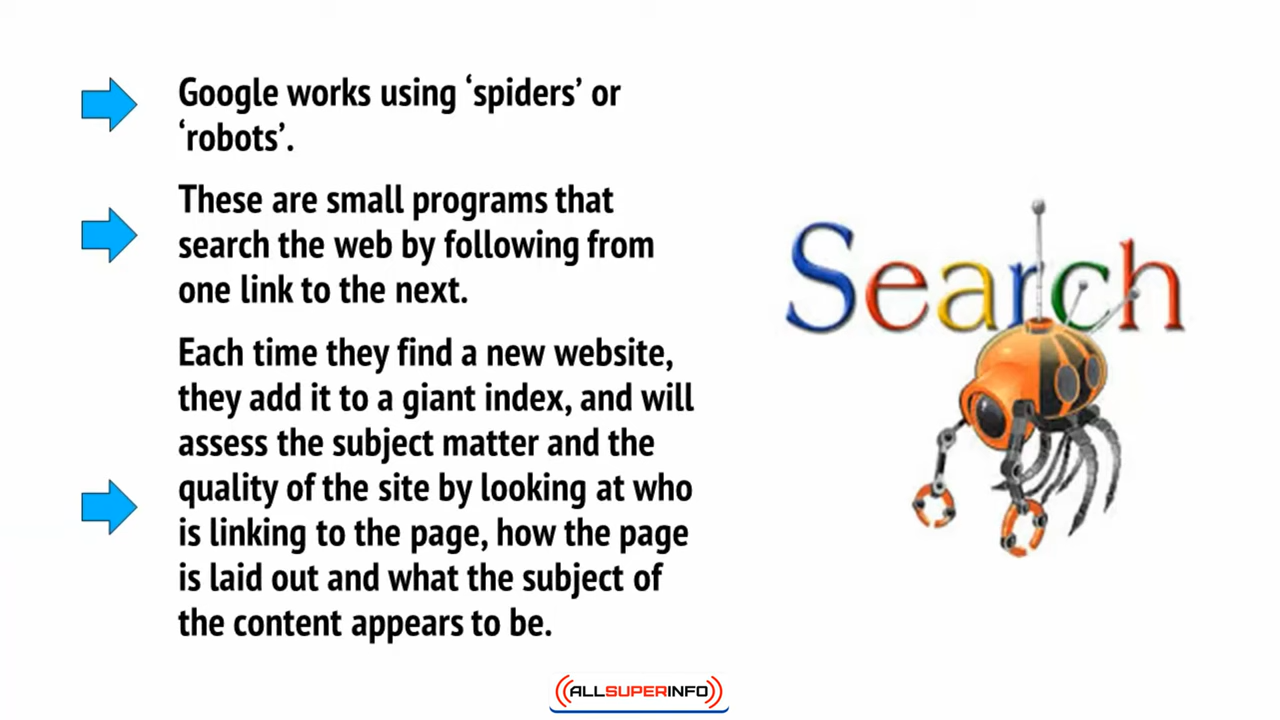 Google works using ‘spiders’ or
‘robots’.
These are small programs that
search the web by following from
one link to the next.
Each time they find a new website,
they add it to a giant index, and will
assess the subject matter and the
quality of the site by looking at who
is linking to the page, how the page
is laid out and what the subject of
the content appears to be.
Search
ALLSUPERINFO